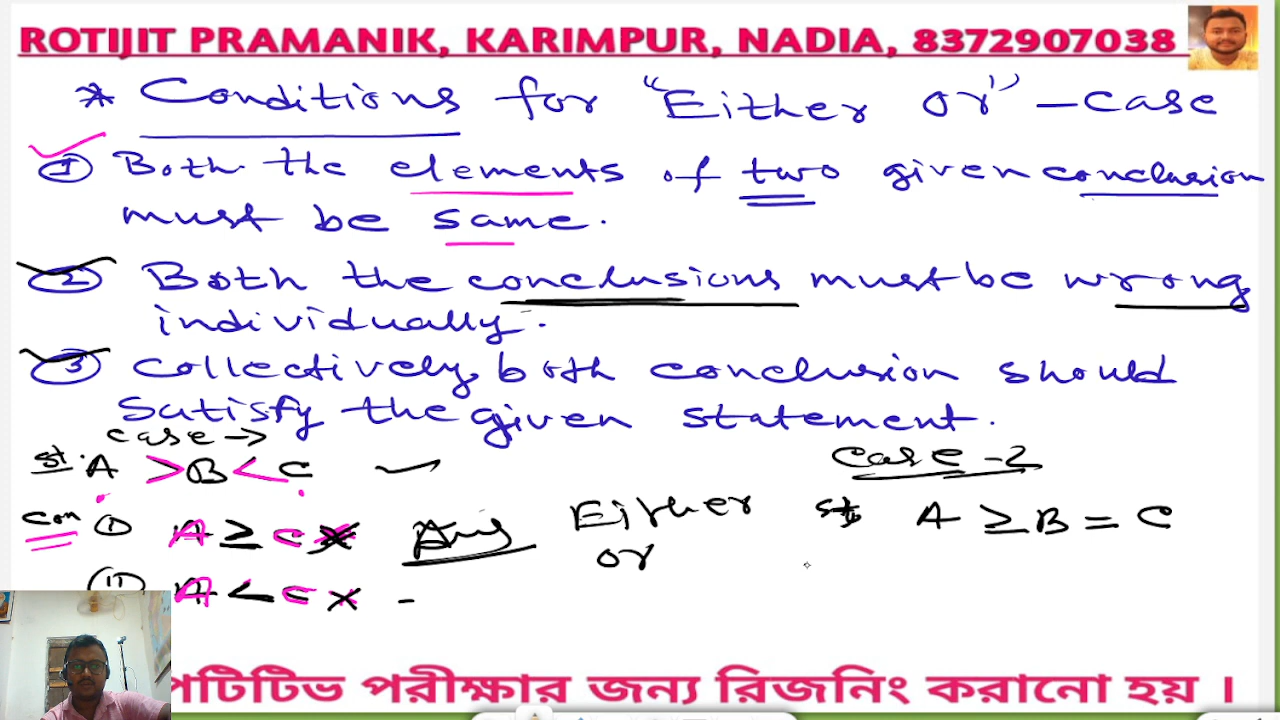 ROTIJIT PRAMANIK, KARIMPUR, NADIA, 8372907038
* Conditions for "Either or" - case
1 Both the elements of two given conclusion
must be same.
2 Both the conclusions must be wrong
individually.
3 Collectively both conclusion should
satisfy the given statement.
case →
st. A > B < C ✓
con (I) A ≥ C × Ans Either
or
(II) A < C × -
case - 2
st A ≥ B = C
পটিটিভ পরীক্ষার জন্য রিজনিং করানো হয় ।